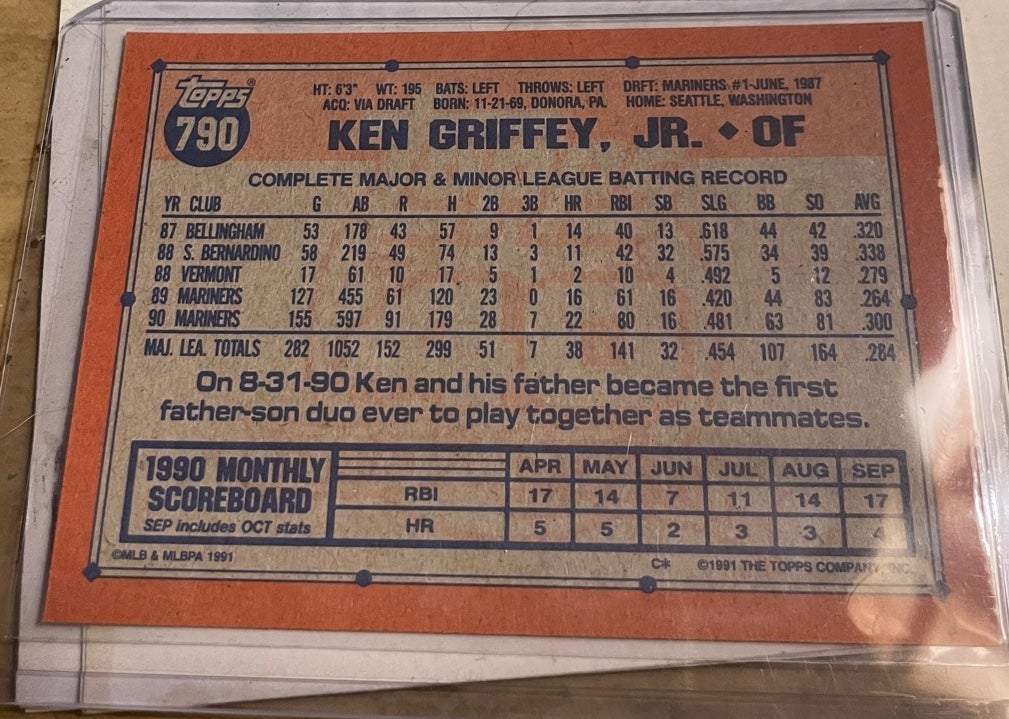 topps®
790
HT: 6'3" WT: 195 BATS: LEFT THROWS: LEFT DRFT: MARINERS #1-JUNE, 1987
ACQ: VIA DRAFT BORN: 11-21-69, DONORA, PA. HOME: SEATTLE, WASHINGTON
KEN GRIFFEY, JR. ◆ OF
COMPLETE MAJOR & MINOR LEAGUE BATTING RECORD
YR CLUB G AB R H 2B 3B HR RBI SB SLG BB SO AVG
87 BELLINGHAM 53 178 43 57 9 1 14 40 13 .618 44 42 .320
88 S. BERNARDINO 58 219 49 74 13 3 11 42 32 .575 34 39 .338
88 VERMONT 17 61 10 17 5 1 2 10 4 .492 5 12 .279
89 MARINERS 127 455 61 120 23 0 16 61 16 .420 44 83 .264
90 MARINERS 155 597 91 179 28 7 22 80 16 .481 63 81 .300
MAJ. LEA. TOTALS 282 1052 152 299 51 7 38 141 32 .454 107 164 .284
On 8-31-90 Ken and his father became the first
father-son duo ever to play together as teammates.
1990 MONTHLY SCOREBOARD
SEP includes OCT stats
APR MAY JUN JUL AUG SEP
RBI 17 14 7 11 14 17
HR 5 5 2 3 3 4
©MLB & MLBPA 1991 C* ©1991 THE TOPPS COMPANY, INC.